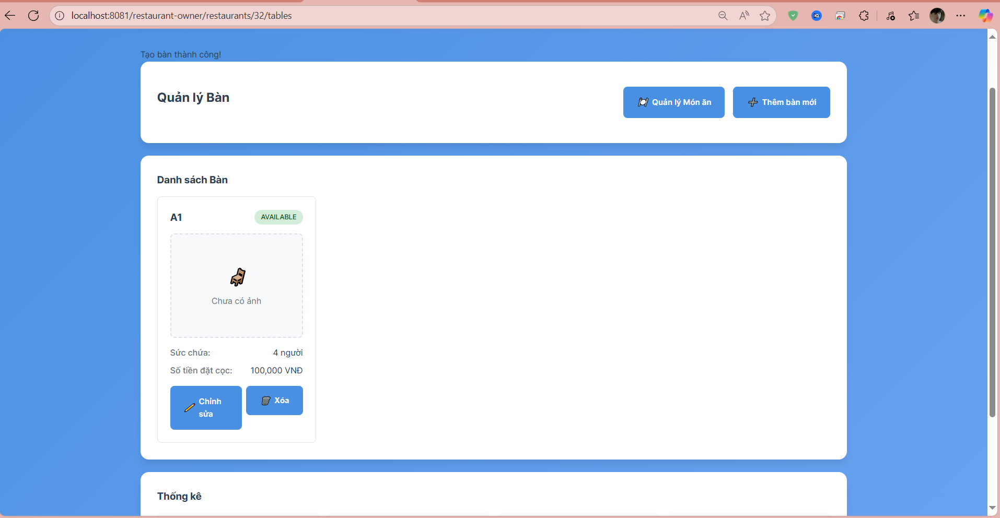 localhost:8081/restaurant-owner/restaurants/32/tables
Tạo bàn thành công!
Quản lý Bàn
Quản lý Món ăn
Thêm bàn mới
Danh sách Bàn
A1
AVAILABLE
Chưa có ảnh
Sức chứa: 4 người
Số tiền đặt cọc: 100,000 VNĐ
Chỉnh
sửa
Xóa
Thống kê